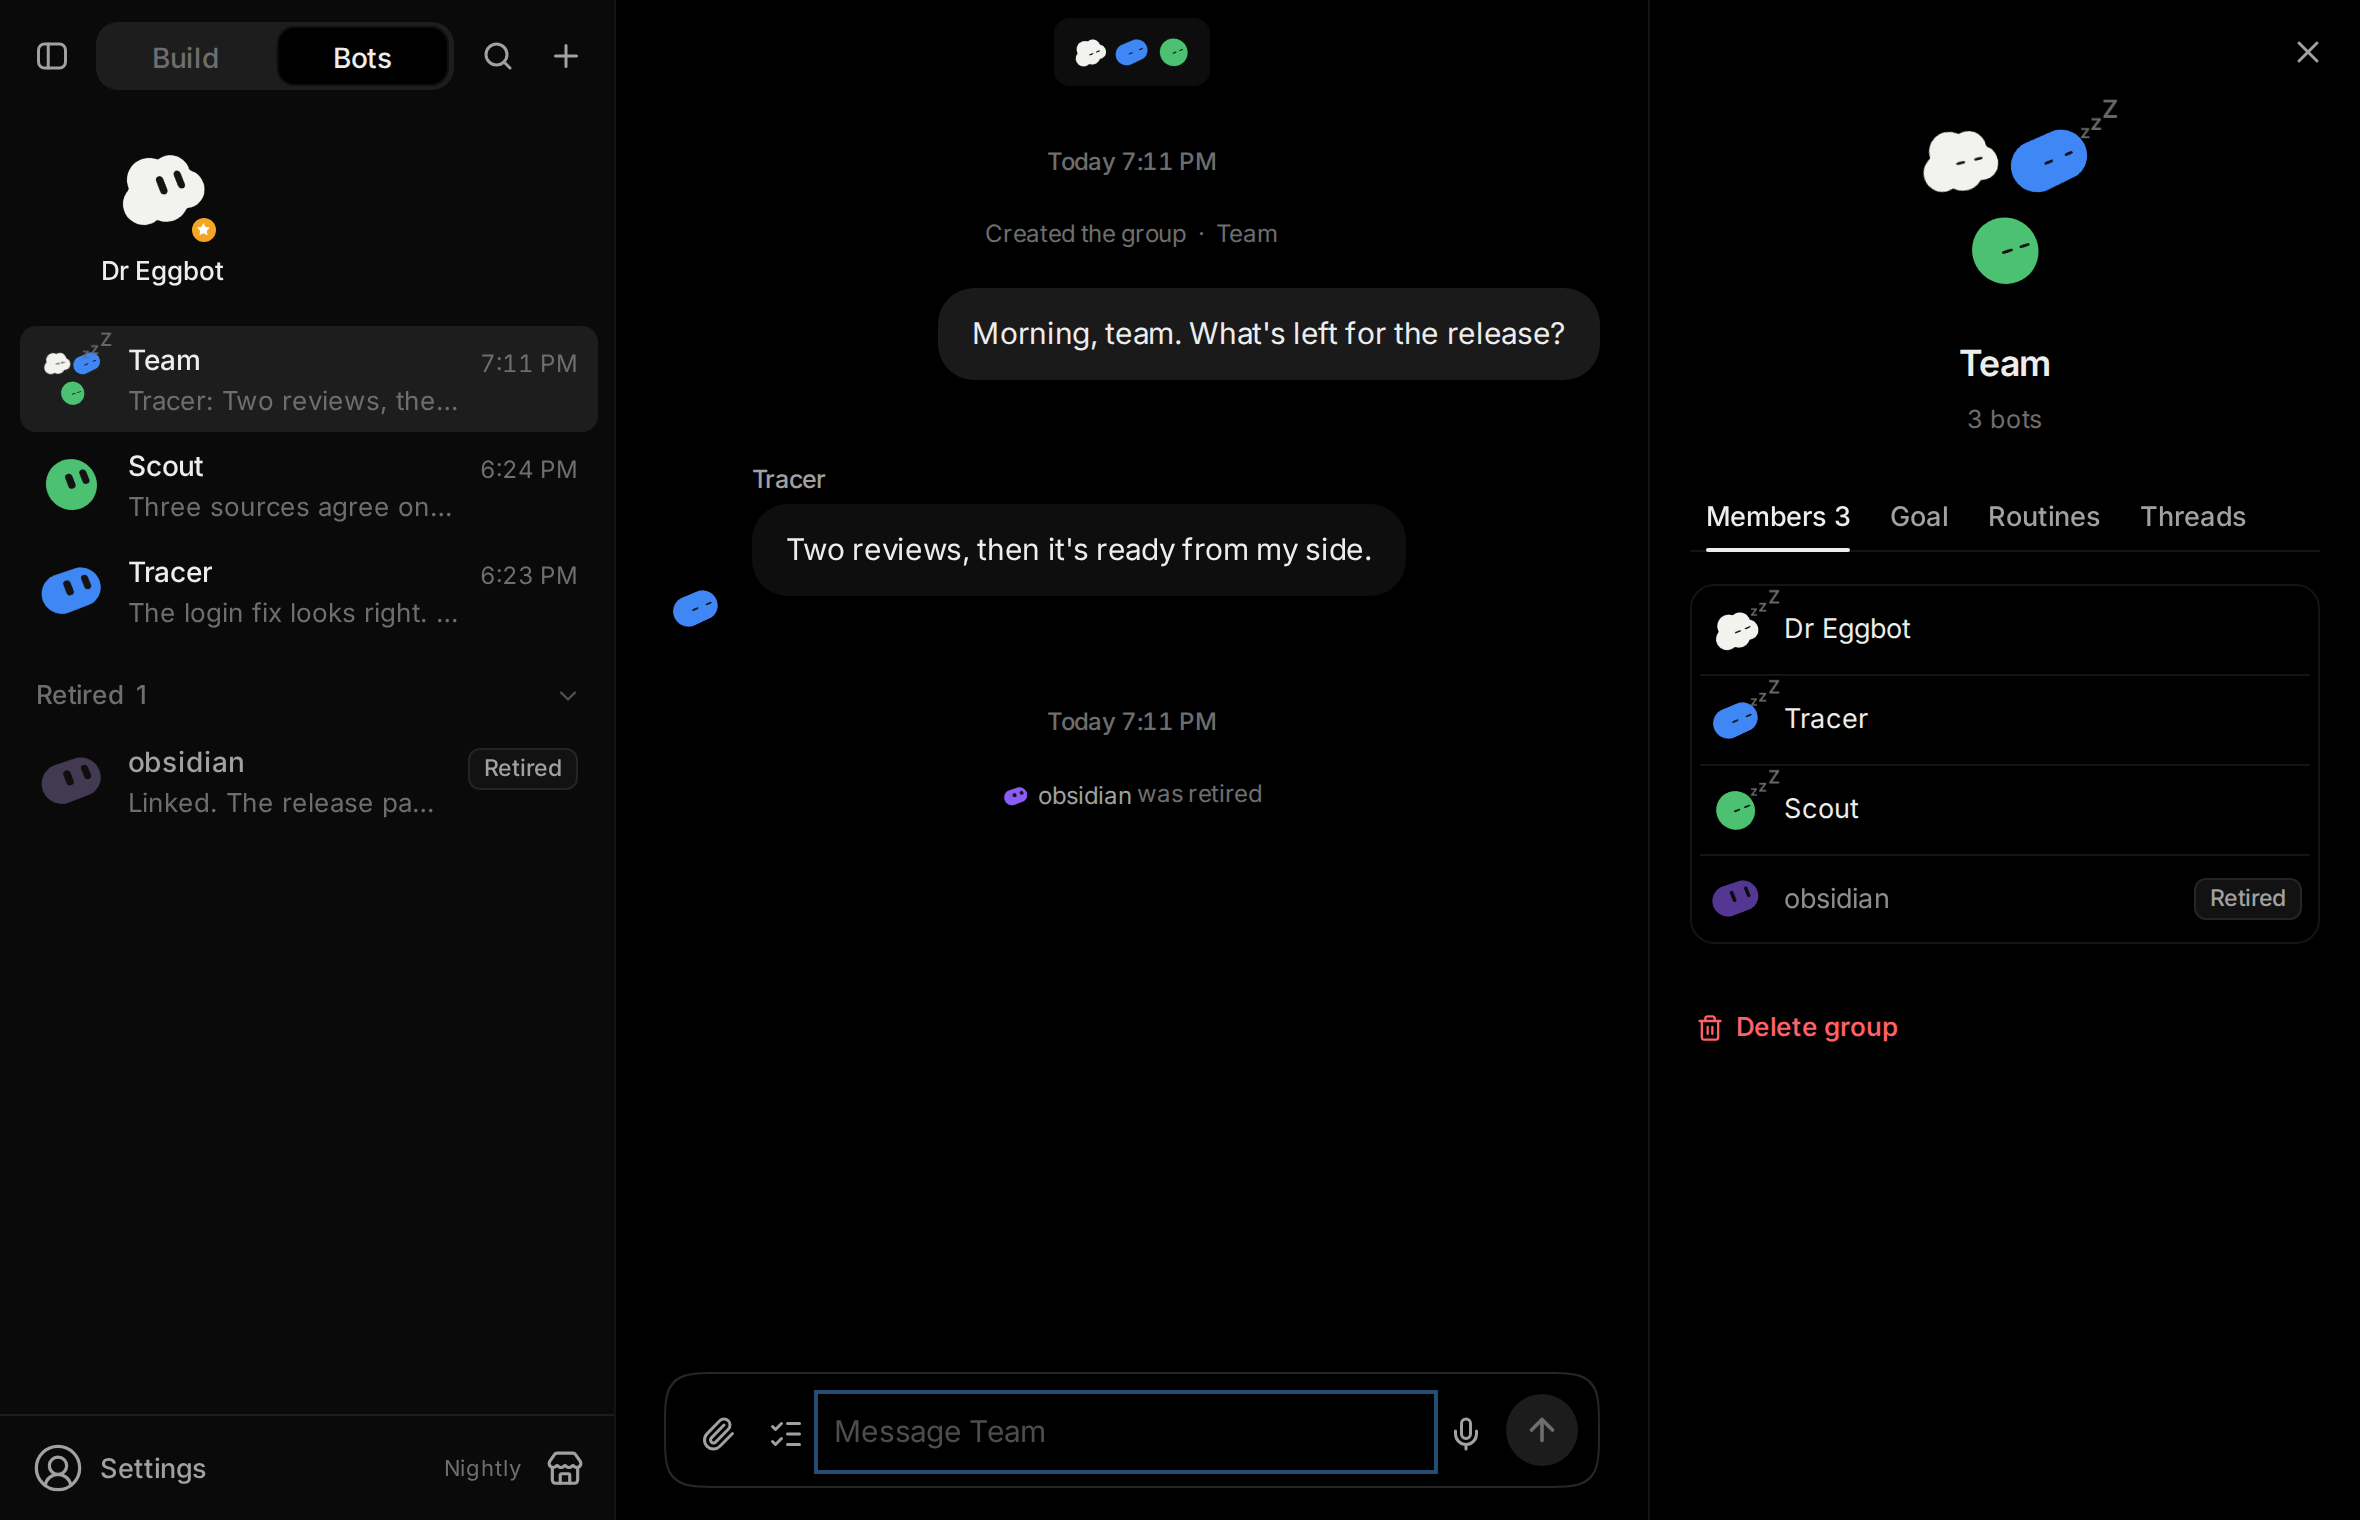 Build
Bots
Dr Eggbot
Team
7:11 PM
Tracer: Two reviews, the...
Scout
6:24 PM
Three sources agree on...
Tracer
6:23 PM
The login fix looks right. ...
Retired 1
obsidian
Retired
Linked. The release pa...
Settings
Nightly
Today 7:11 PM
Created the group · Team
Morning, team. What's left for the release?
Tracer
Two reviews, then it's ready from my side.
Today 7:11 PM
obsidian was retired
Message Team
zzZ
Team
3 bots
Members 3
Goal
Routines
Threads
zzZ
Dr Eggbot
zzZ
Tracer
zzZ
Scout
obsidian
Retired
Delete group